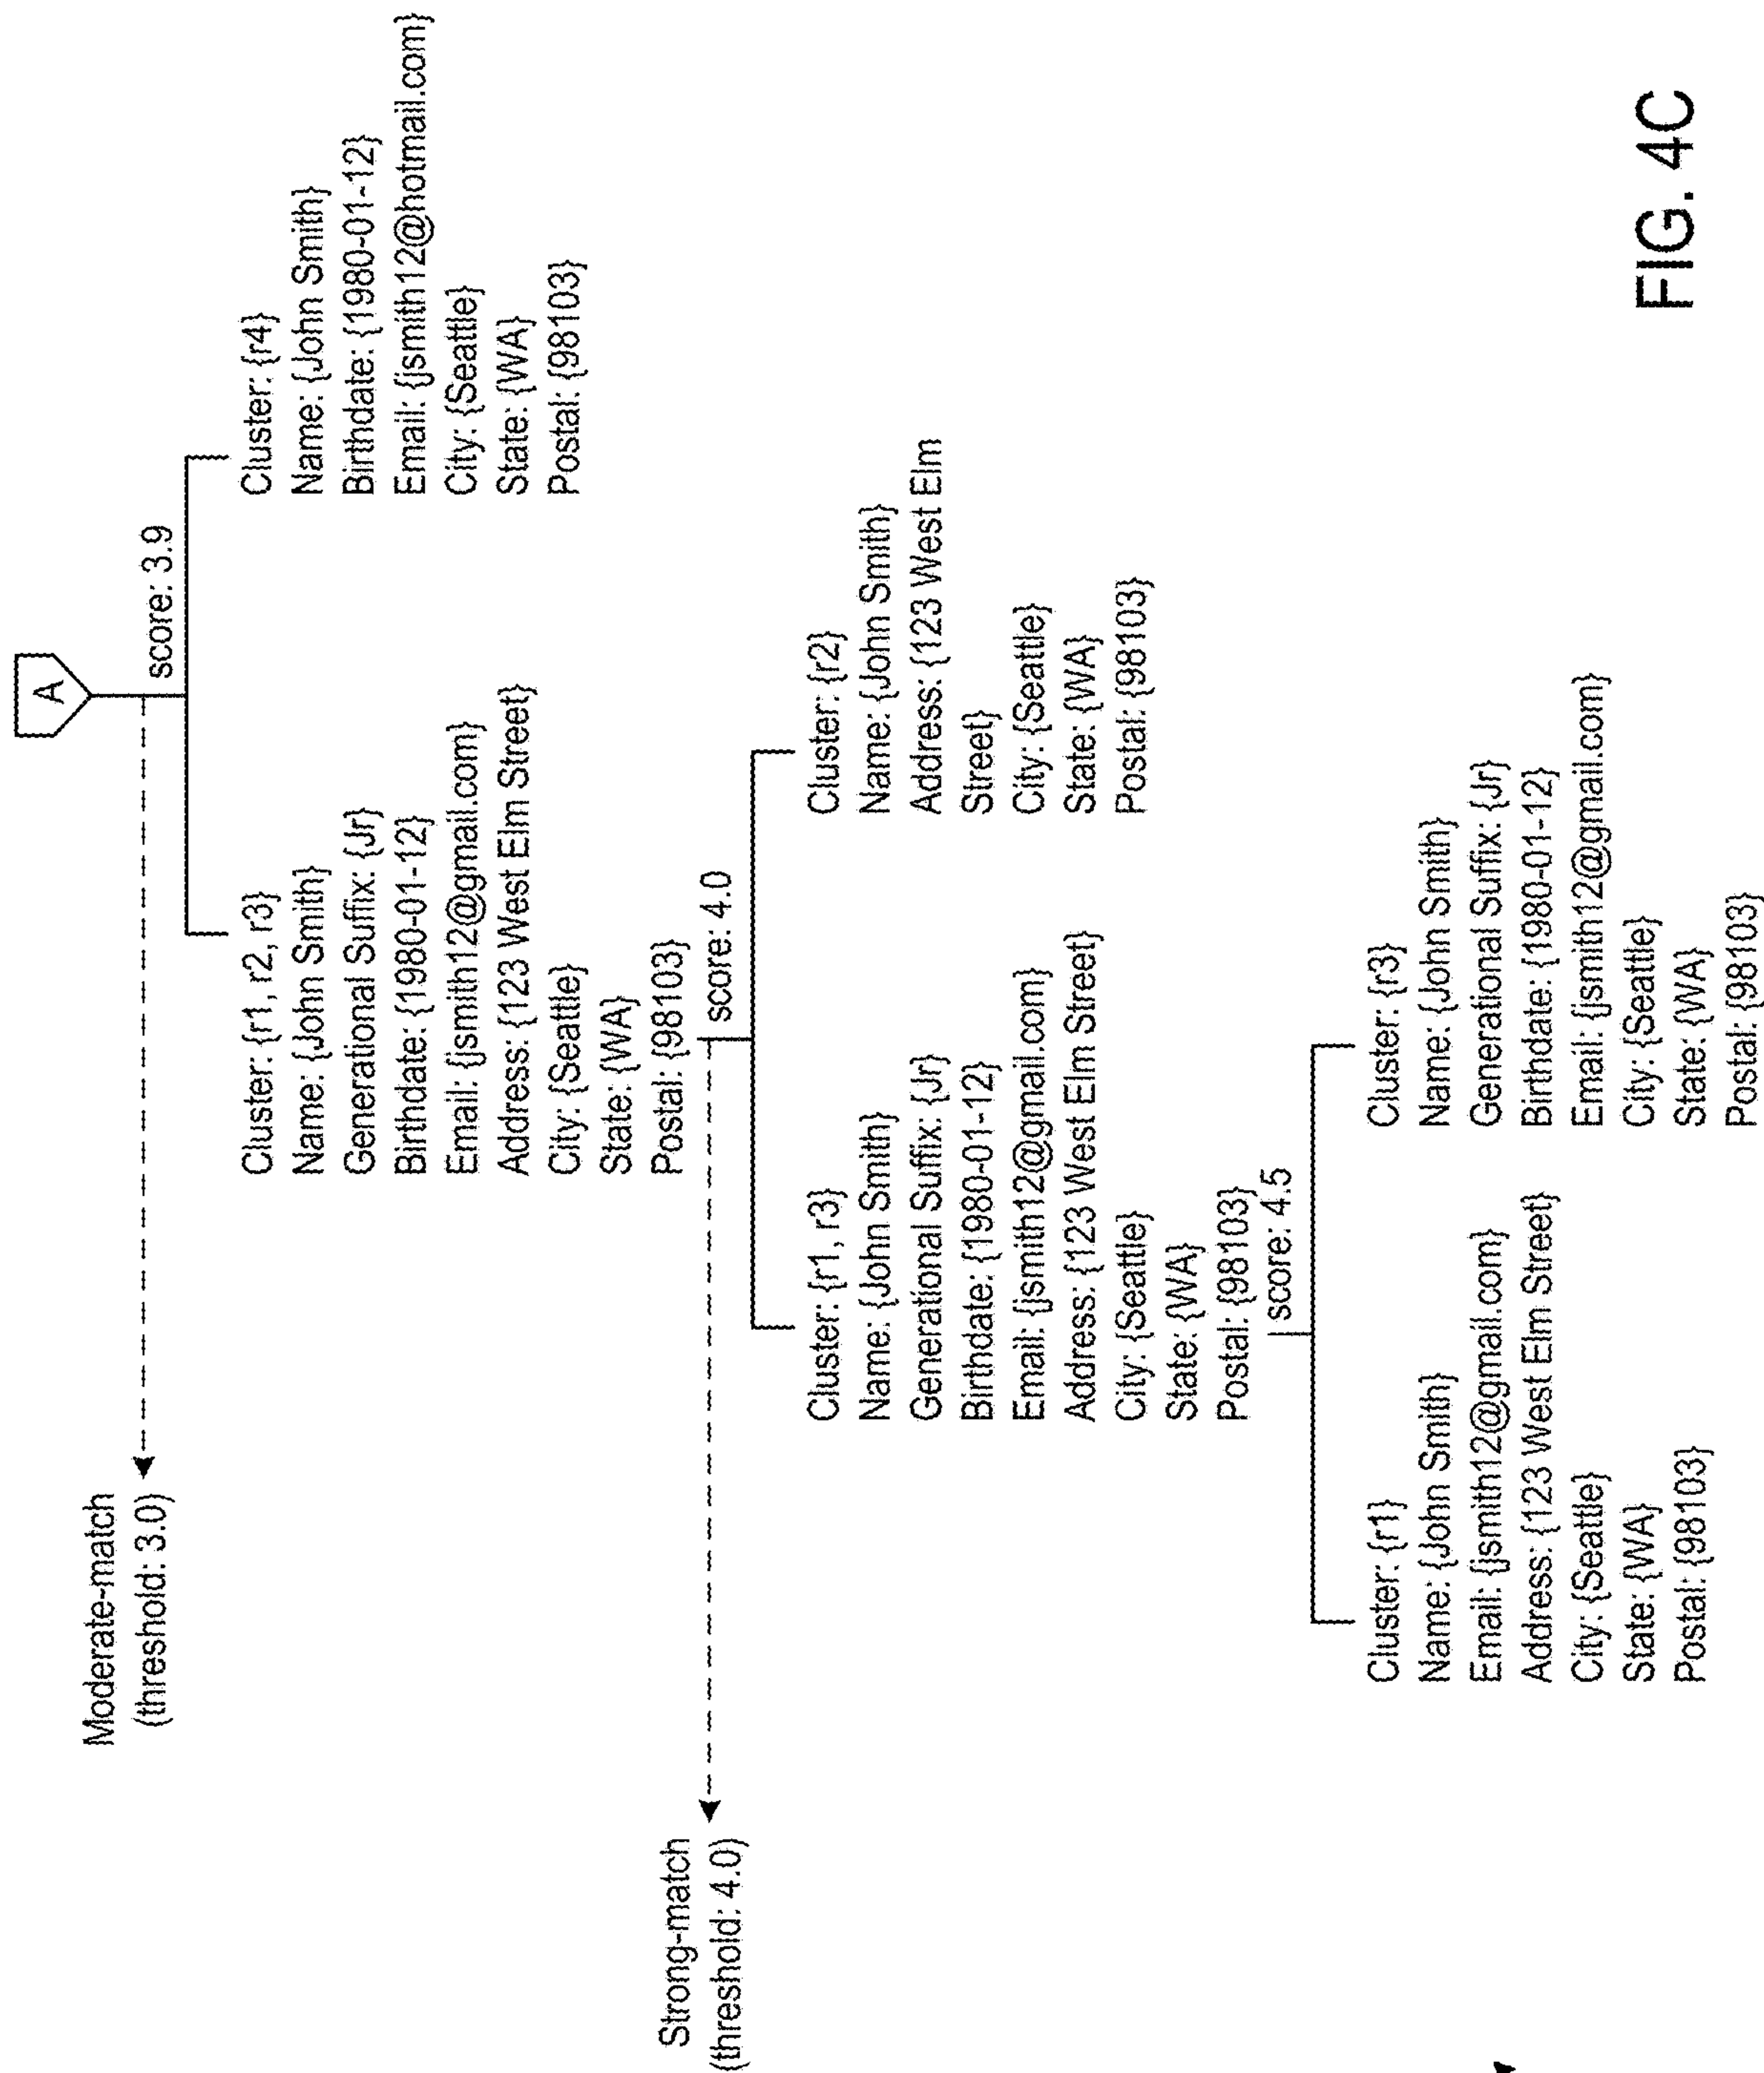 A
Moderate-match
(threshold: 3.0)
score: 3.9
Cluster: {r1, r2, r3}
Name: {John Smith}
Generational Suffix: {Jr}
Birthdate: {1980-01-12}
Email: {jsmith12@gmail.com}
Address: {123 West Elm Street}
City: {Seattle}
State: {WA}
Postal: {98103}
Cluster: {r4}
Name: {John Smith}
Birthdate: {1980-01-12}
Email: {jsmith12@hotmail.com}
City: {Seattle}
State: {WA}
Postal: {98103}
Strong-match
(threshold: 4.0)
score: 4.0
Cluster: {r1, r3}
Name: {John Smith}
Generational Suffix: {Jr}
Birthdate: {1980-01-12}
Email: {jsmith12@gmail.com}
Address: {123 West Elm Street}
City: {Seattle}
State: {WA}
Postal: {98103}
Cluster: {r2}
Name: {John Smith}
Address: {123 West Elm
Street}
City: {Seattle}
State: {WA}
Postal: {98103}
score: 4.5
Cluster: {r1}
Name: {John Smith}
Email: {jsmith12@gmail.com}
Address: {123 West Elm Street}
City: {Seattle}
State: {WA}
Postal: {98103}
Cluster: {r3}
Name: {John Smith}
Generational Suffix: {Jr}
Birthdate: {1980-01-12}
Email: {jsmith12@gmail.com}
City: {Seattle}
State: {WA}
Postal: {98103}
FIG. 4C